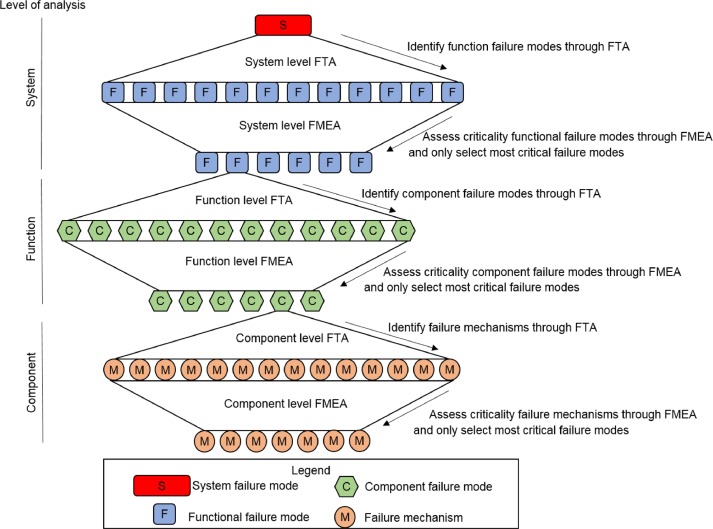 Level of analysis
S
Identify function failure modes through FTA
System level FTA
F F F F F F F F F F F F
System
System level FMEA
Assess criticality functional failure modes through FMEA
and only select most critical failure modes
F F F F F F
Function level FTA
Identify component failure modes through FTA
C C C C C C C C C C C C
Function
Function level FMEA
Assess criticality component failure modes through FMEA
and only select most critical failure modes
C C C C C C
Component level FTA
Identify failure mechanisms through FTA
M M M M M M M M M M M M M M
Component
Component level FMEA
Assess criticality failure mechanisms through FMEA
and only select most critical failure modes
M M M M M M M
Legend
S System failure mode
C Component failure mode
F Functional failure mode
M Failure mechanism